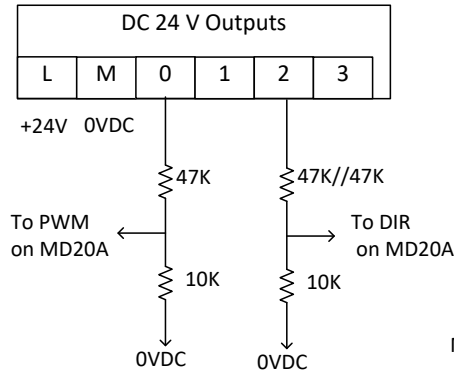 DC 24 V Outputs
L M 0 1 2 3
+24V 0VDC
47K 47K//47K
To PWM
on MD20A
To DIR
on MD20A
10K 10K
0VDC 0VDC